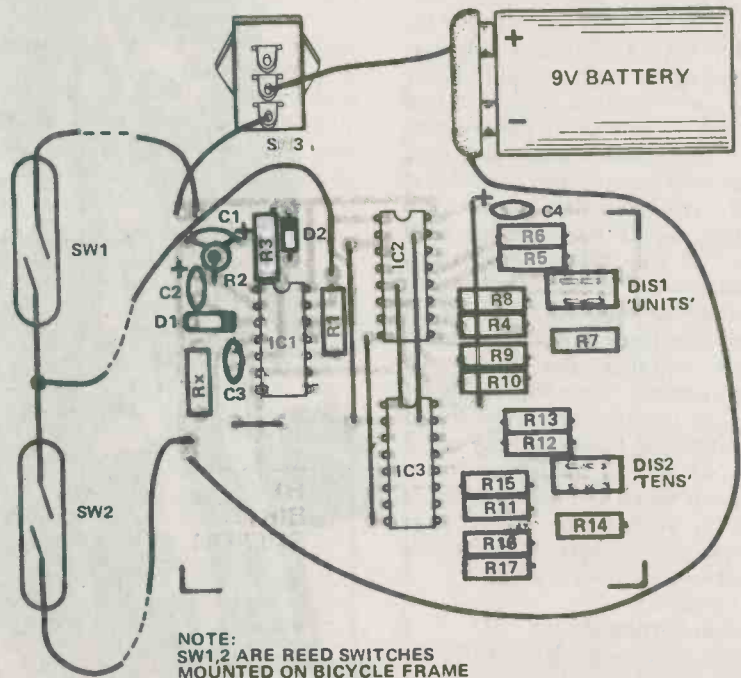 +
9V BATTERY
−
SW3
SW1
C1
+
R3
D2
+
R2
C2
D1
IC1
R1
Rx
C3
IC2
IC3
+
C4
R6
R5
DIS1
'UNITS'
R8
R4
R7
R9
R10
R13
R12
DIS2
'TENS'
R15
R11
R14
R16
R17
SW2
NOTE:
SW1,2 ARE REED SWITCHES
MOUNTED ON BICYCLE FRAME